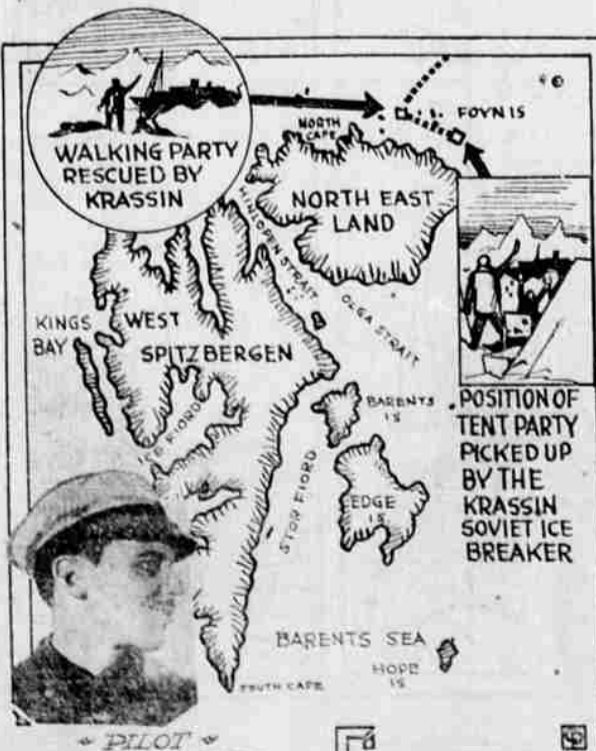 WALKING PARTY
RESCUED BY
KRASSIN
NORTH
CAPE
FOYN IS
NORTH EAST
LAND
HINLOPEN STRAIT
OLGA STRAIT
KINGS
BAY
WEST
SPITZBERGEN
ICE FIORD
STOR FIORD
BARENTS
IS
EDGE
IS
POSITION OF
TENT PARTY
PICKED UP
BY THE
KRASSIN
SOVIET ICE
BREAKER
BARENTS SEA
HOPE
IS
SOUTH CAPE
PILOT